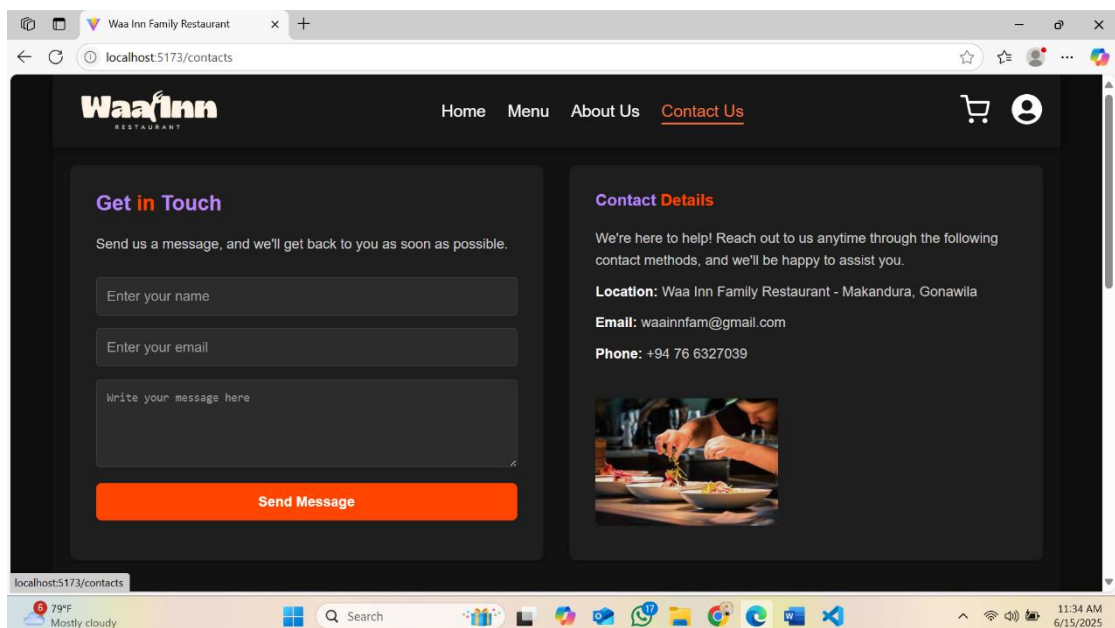 Waa Inn Family Restaurant
localhost:5173/contacts
WaaInn
RESTAURANT
Home Menu About Us Contact Us
Get in Touch
Send us a message, and we'll get back to you as soon as possible.
Enter your name
Enter your email
Write your message here
Send Message
Contact Details
We're here to help! Reach out to us anytime through the following
contact methods, and we'll be happy to assist you.
Location: Waa Inn Family Restaurant - Makandura, Gonawila
Email: waainnfam@gmail.com
Phone: +94 76 6327039
localhost:5173/contacts
6
79°F
Mostly cloudy
Search
17
11:34 AM
6/15/2025